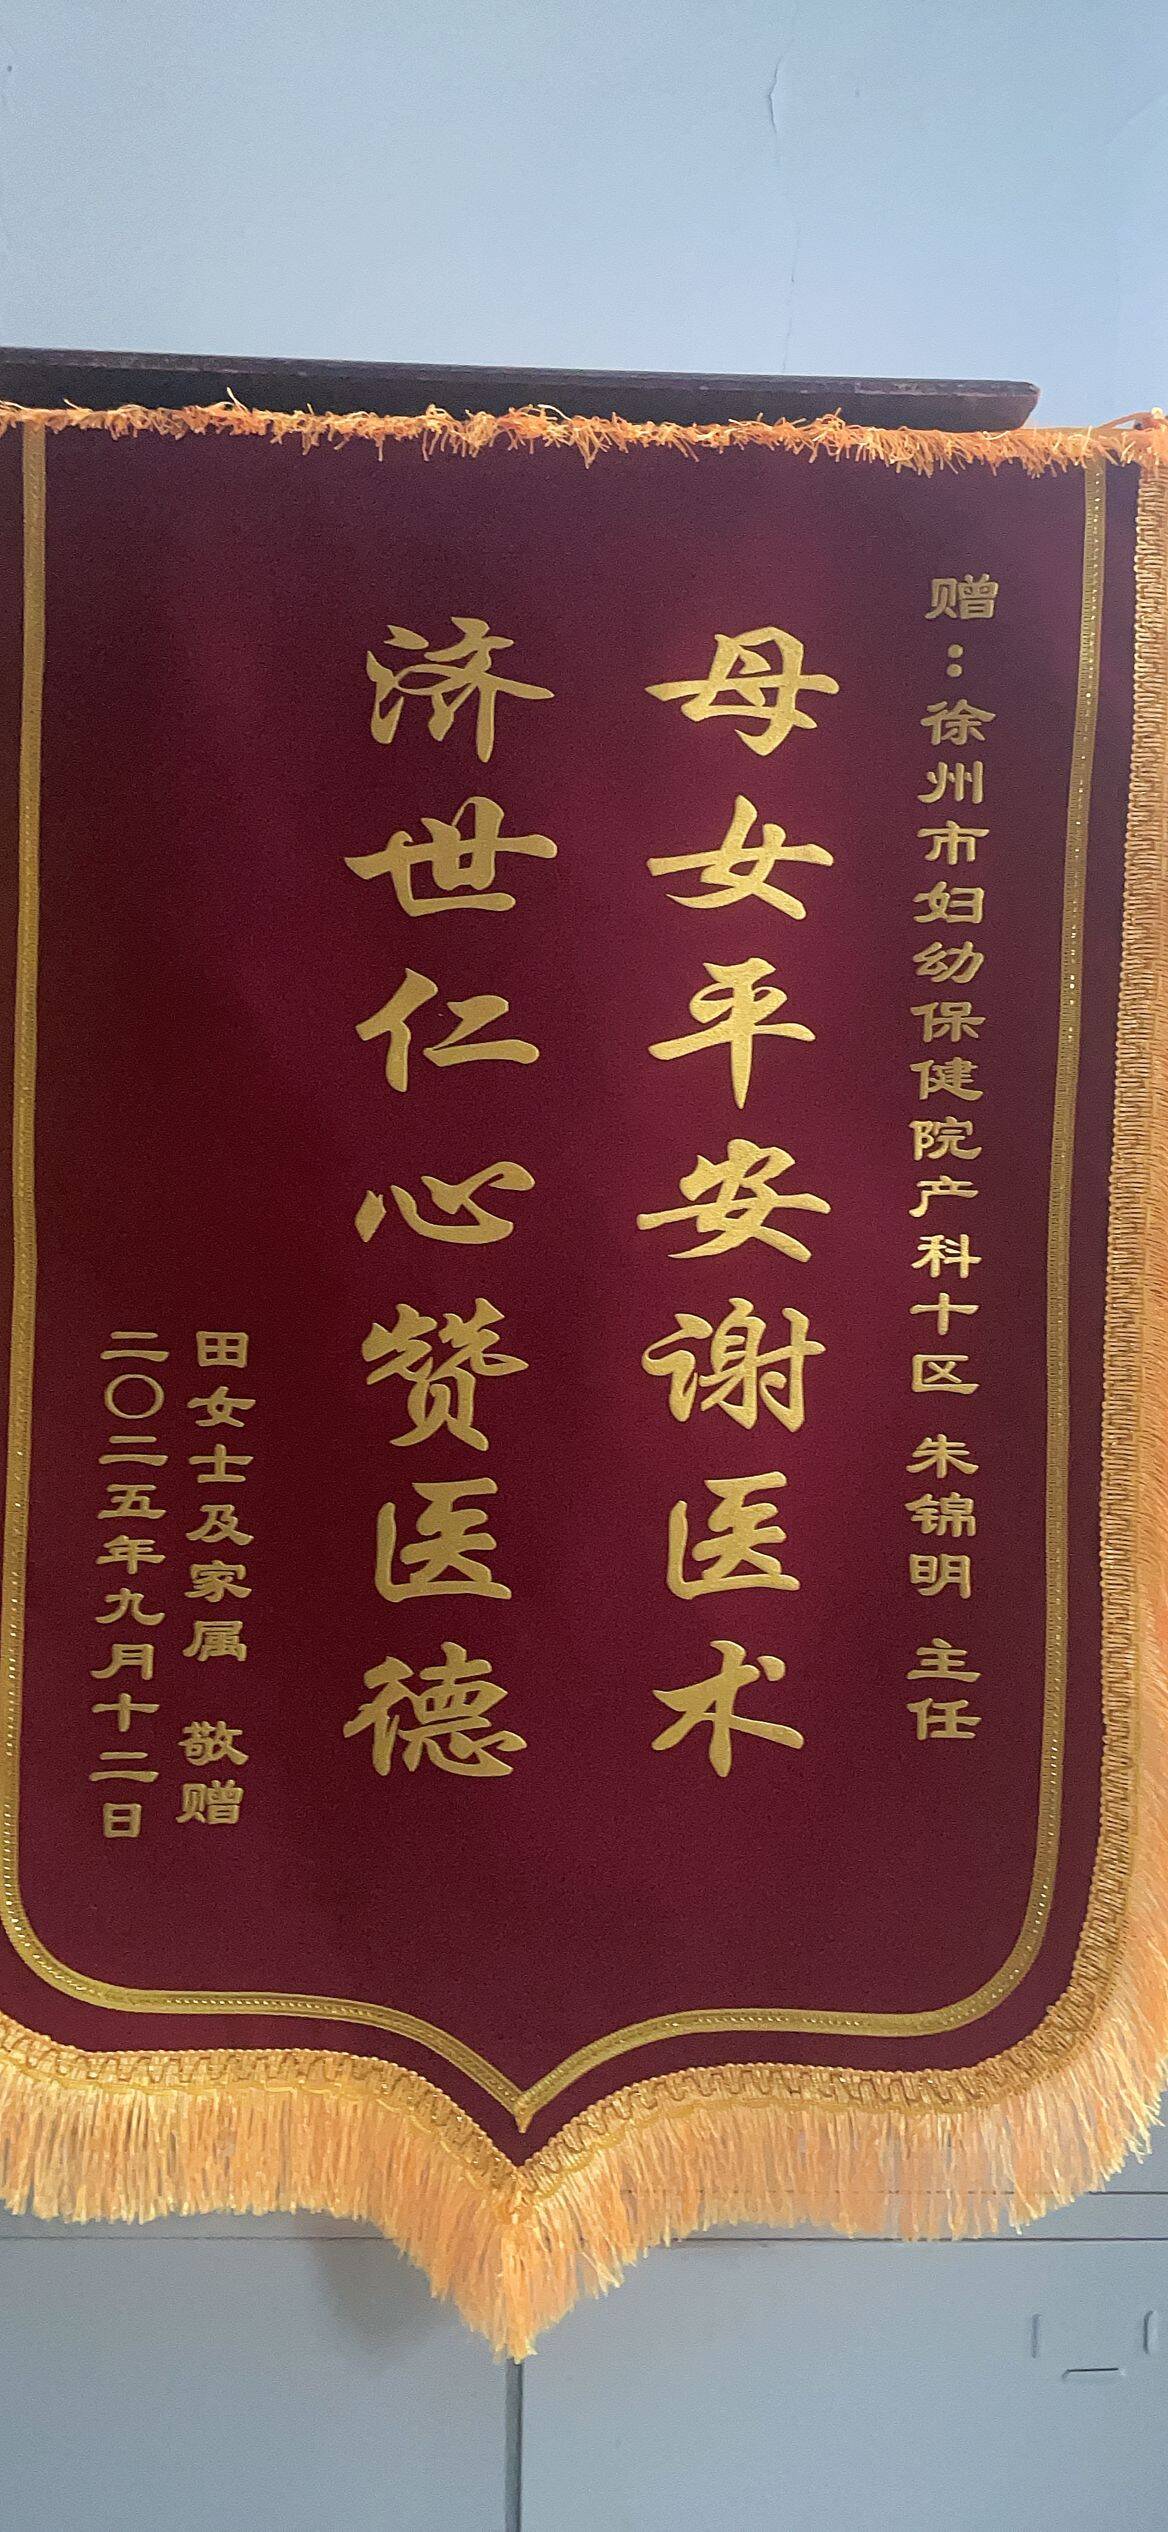 赠：徐州市妇幼保健院产科十区 朱锦明 主任
母女平安谢医术
济世仁心赞医德
田女士及家属 敬赠
二〇二五年九月十二日